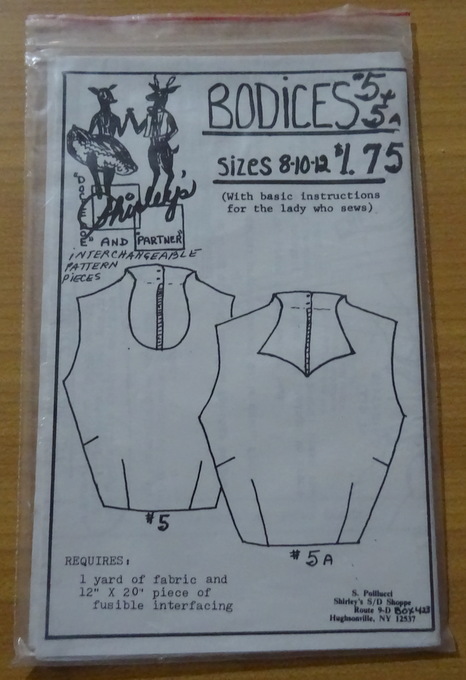 BODICES #5 + 5A
Sizes 8-10-12 $1.75
(With basic instructions
for the lady who sews)
Shirley's
"DO
AND PARTNER"
INTERCHANGEABLE
PATTERN
PIECES
#5
#5A
REQUIRES:
1 yard of fabric and
12" X 20" piece of
fusible interfacing
S. Pullucci
Shirley's S/D Shoppe
Route 9-D Box 423
Hughsonville, NY 12537